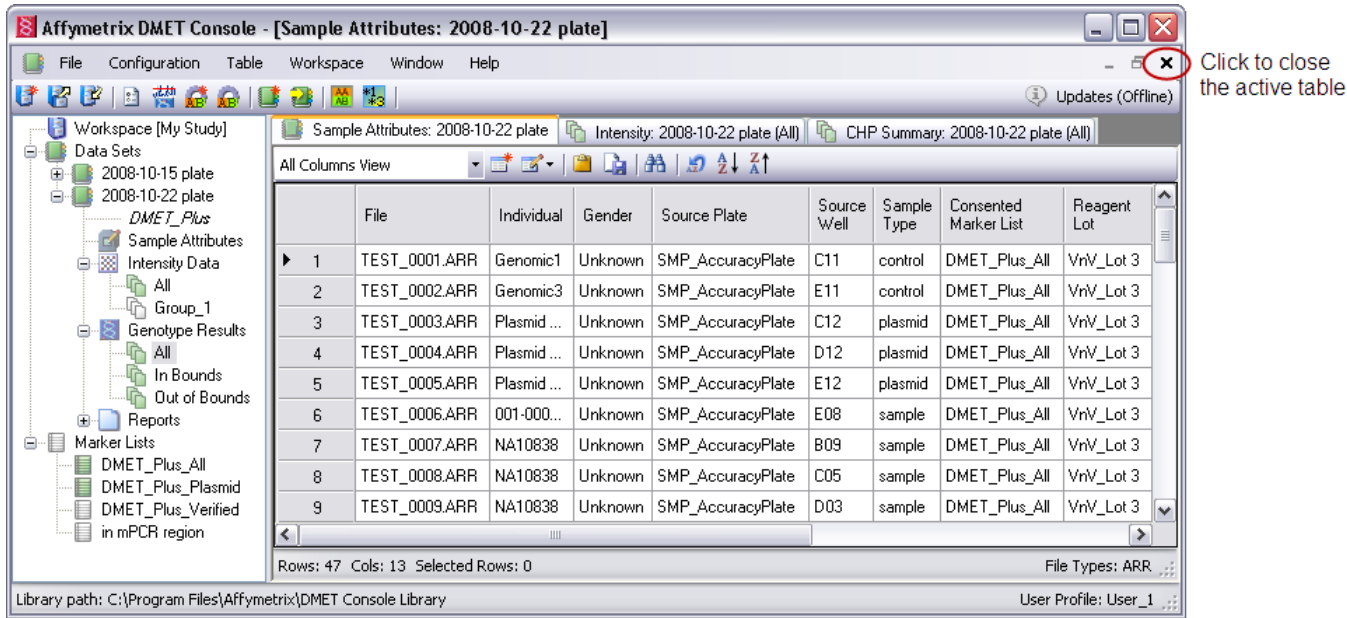 Affymetrix DMET Console - [Sample Attributes: 2008-10-22 plate]
File Configuration Table Workspace Window Help
Click to close
the active table
Updates (Offline)
Workspace [My Study]
Data Sets
2008-10-15 plate
2008-10-22 plate
DMET_Plus
Sample Attributes
Intensity Data
All
Group_1
Genotype Results
All
In Bounds
Out of Bounds
Reports
Marker Lists
DMET_Plus_All
DMET_Plus_Plasmid
DMET_Plus_Verified
in mPCR region
Sample Attributes: 2008-10-22 plate Intensity: 2008-10-22 plate (All) CHP Summary: 2008-10-22 plate (All)
All Columns View
File Individual Gender Source Plate Source Well Sample Type Consented Marker List Reagent Lot
1 TEST_0001.ARR Genomic1 Unknown SMP_AccuracyPlate C11 control DMET_Plus_All VnV_Lot 3
2 TEST_0002.ARR Genomic3 Unknown SMP_AccuracyPlate E11 control DMET_Plus_All VnV_Lot 3
3 TEST_0003.ARR Plasmid ... Unknown SMP_AccuracyPlate C12 plasmid DMET_Plus_All VnV_Lot 3
4 TEST_0004.ARR Plasmid ... Unknown SMP_AccuracyPlate D12 plasmid DMET_Plus_All VnV_Lot 3
5 TEST_0005.ARR Plasmid ... Unknown SMP_AccuracyPlate E12 plasmid DMET_Plus_All VnV_Lot 3
6 TEST_0006.ARR 001-000... Unknown SMP_AccuracyPlate E08 sample DMET_Plus_All VnV_Lot 3
7 TEST_0007.ARR NA10838 Unknown SMP_AccuracyPlate B09 sample DMET_Plus_All VnV_Lot 3
8 TEST_0008.ARR NA10838 Unknown SMP_AccuracyPlate C05 sample DMET_Plus_All VnV_Lot 3
9 TEST_0009.ARR NA10838 Unknown SMP_AccuracyPlate D03 sample DMET_Plus_All VnV_Lot 3
Rows: 47 Cols: 13 Selected Rows: 0 File Types: ARR
Library path: C:\Program Files\Affymetrix\DMET Console Library User Profile: User_1